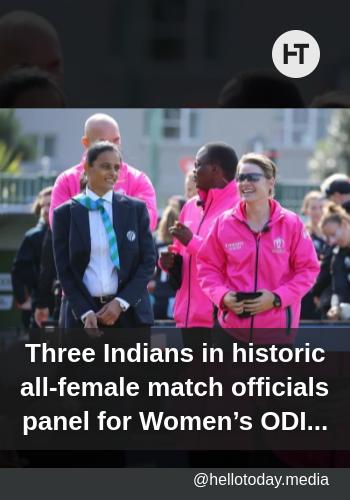 HT
Three Indians in historic
all-female match officials
panel for Women’s ODI...
@hellotoday.media